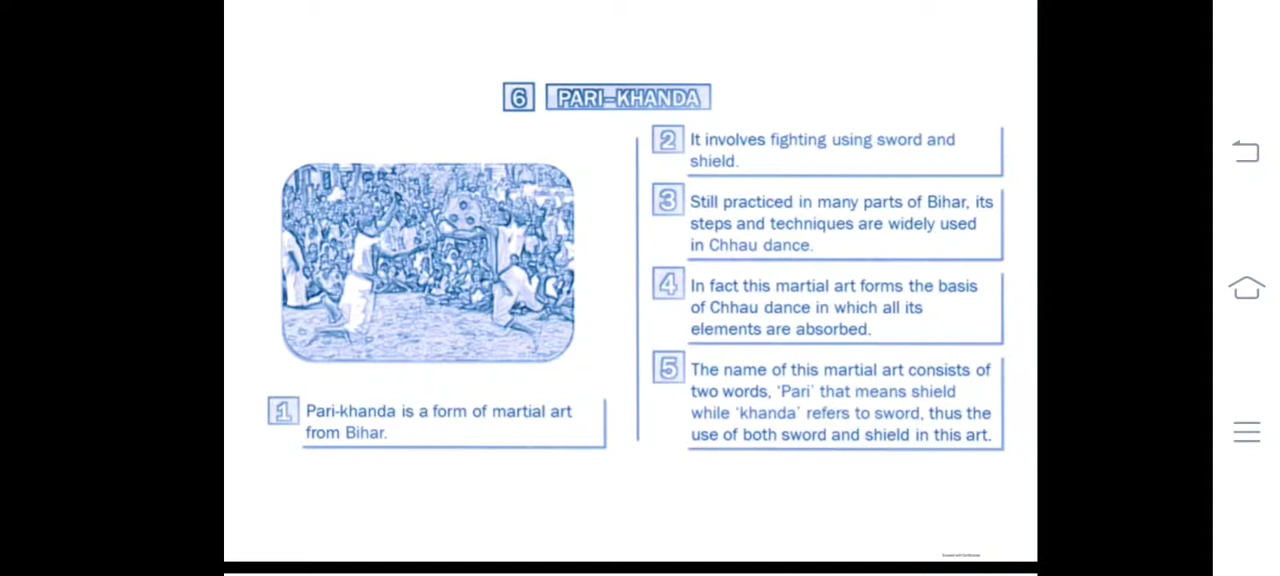 6 PARI–KHANDA
1 Pari-khanda is a form of martial art
from Bihar.
2 It involves fighting using sword and
shield.
3 Still practiced in many parts of Bihar, its
steps and techniques are widely used
in Chhau dance.
4 In fact this martial art forms the basis
of Chhau dance in which all its
elements are absorbed.
5 The name of this martial art consists of
two words, ‘Pari’ that means shield
while ‘khanda’ refers to sword, thus the
use of both sword and shield in this art.